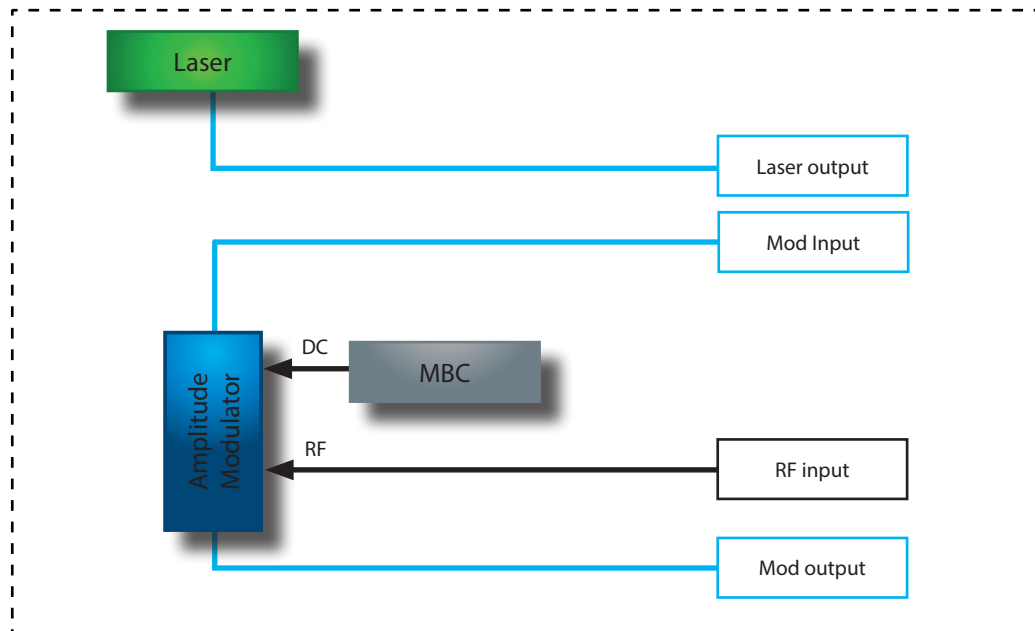 Laser
Laser output
Mod Input
DC
MBC
Amplitude
Modulator
RF
RF input
Mod output